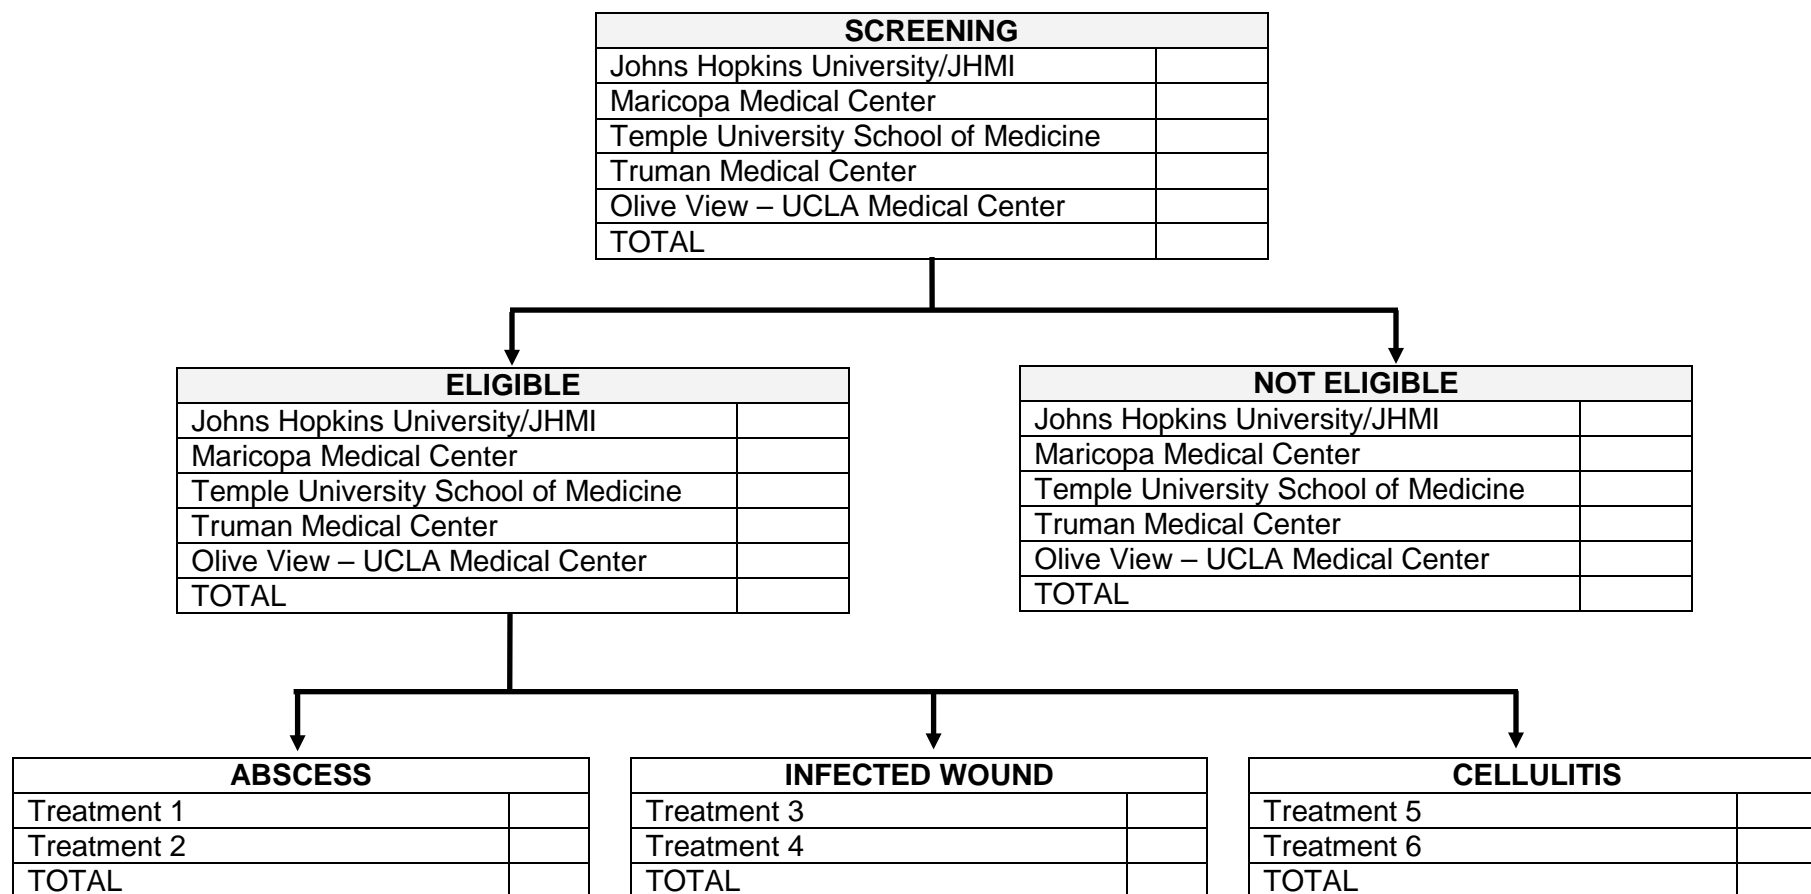 SCREENING
Johns Hopkins University/JHMI
Maricopa Medical Center
Temple University School of Medicine
Truman Medical Center
Olive View – UCLA Medical Center
TOTAL
ELIGIBLE
Johns Hopkins University/JHMI
Maricopa Medical Center
Temple University School of Medicine
Truman Medical Center
Olive View – UCLA Medical Center
TOTAL
NOT ELIGIBLE
Johns Hopkins University/JHMI
Maricopa Medical Center
Temple University School of Medicine
Truman Medical Center
Olive View – UCLA Medical Center
TOTAL
ABSCESS
Treatment 1
Treatment 2
TOTAL
INFECTED WOUND
Treatment 3
Treatment 4
TOTAL
CELLULITIS
Treatment 5
Treatment 6
TOTAL